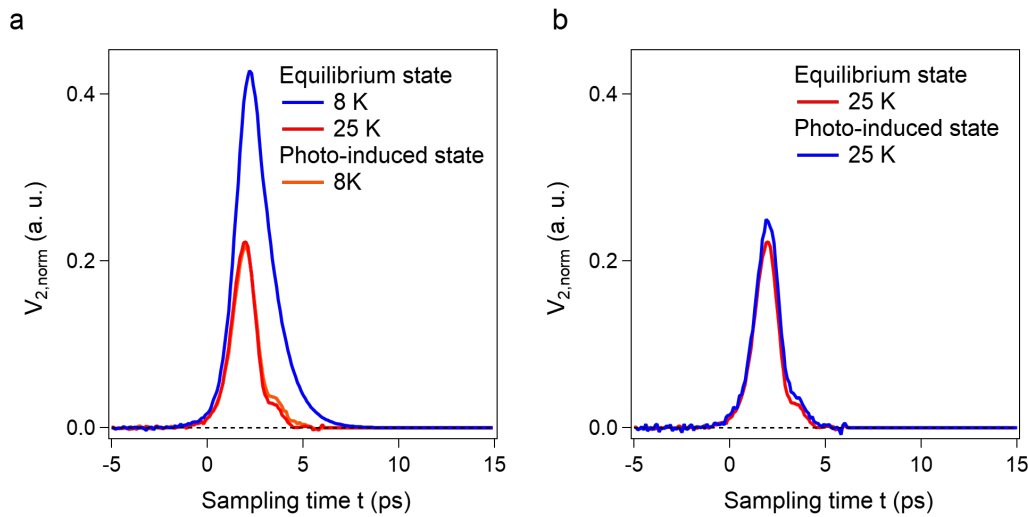 a
Equilibrium state
8 K
25 K
Photo-induced state
8K
0.4
0.2
0.0
V2,norm (a. u.)
-5
0
5
10
15
Sampling time t (ps)
b
Equilibrium state
25 K
Photo-induced state
25 K
0.4
0.2
0.0
V2,norm (a. u.)
-5
0
5
10
15
Sampling time t (ps)